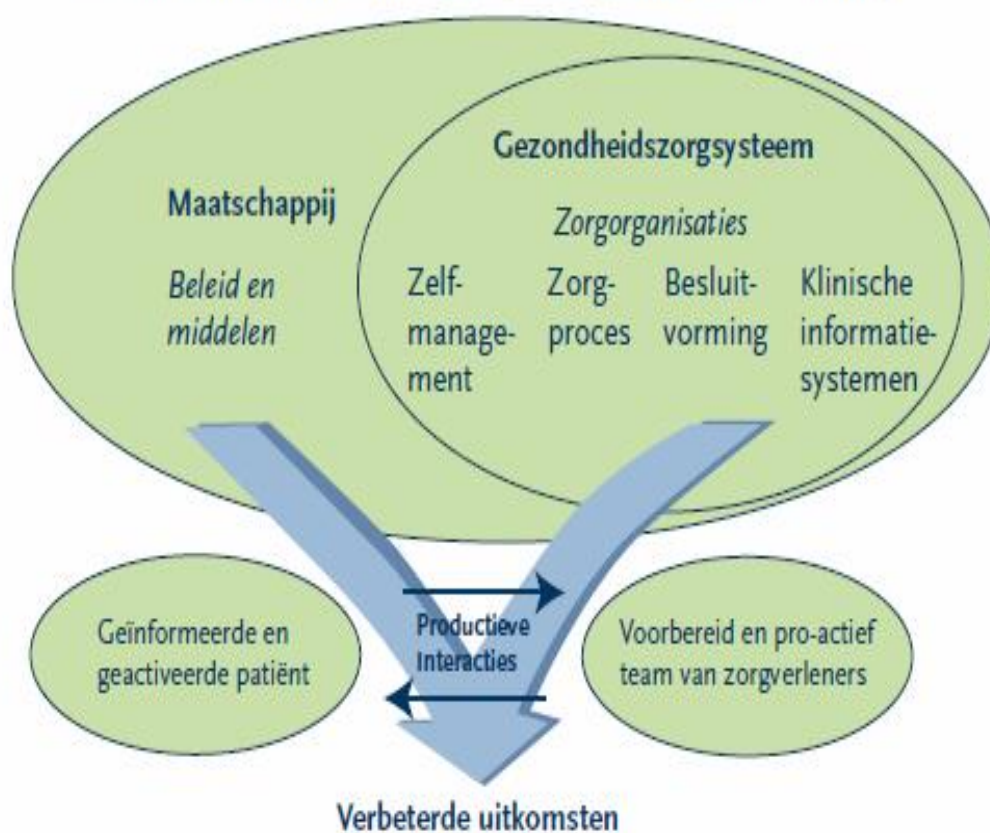 Gezondheidszorgsysteem
Maatschappij
Zorgorganisaties
Beleid en
middelen
Zelf-
manage-
ment
Zorg-
proces
Besluit-
vorming
Klinische
informatie-
systemen
Geïnformeerde en
geactiveerde patiënt
Productieve
Interacties
Voorbereid en pro-actief
team van zorgverleners
Verbeterde uitkomsten